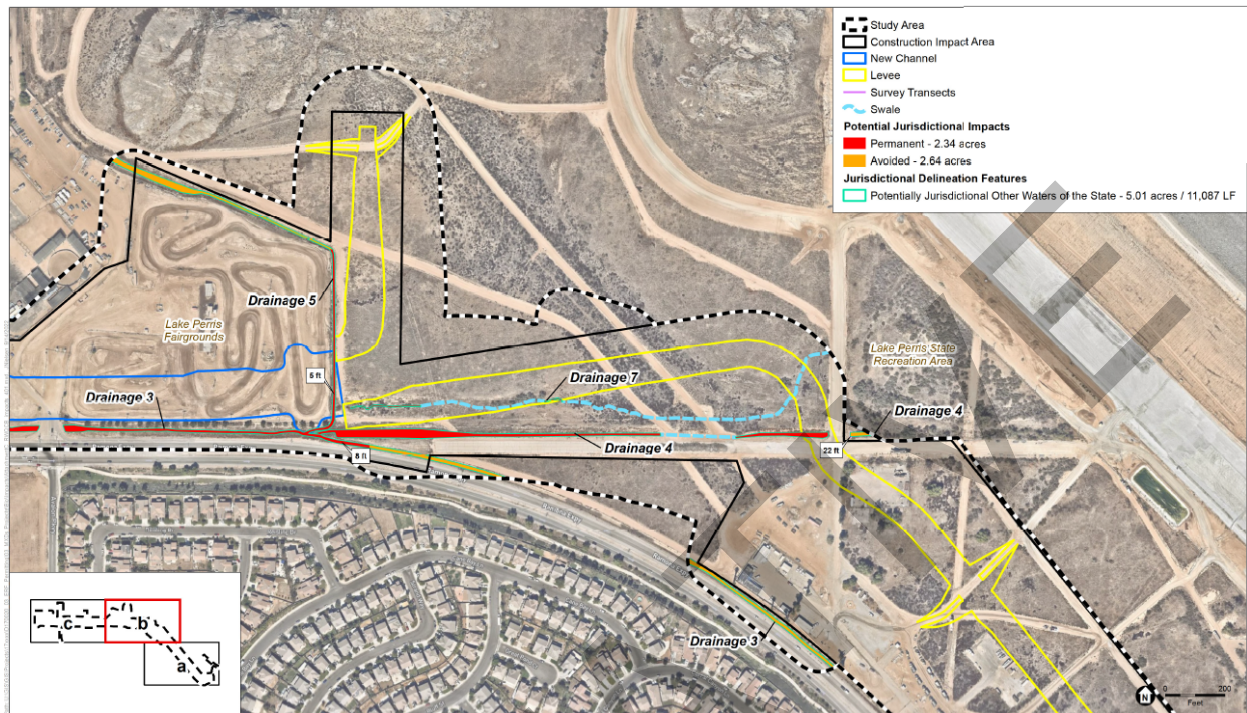 Study Area
Construction Impact Area
New Channel
Levee
Survey Transects
Swale
Potential Jurisdictional Impacts
Permanent - 2.34 acres
Avoided - 2.64 acres
Jurisdictional Delineation Features
Potentially Jurisdictional Other Waters of the State - 5.01 acres / 11,087 LF
Drainage 5
Lake Perris
Fairgrounds
5 ft
Drainage 3
Drainage 7
Lake Perris State
Recreation Area
Drainage 4
Drainage 4
22 ft
8 ft
Ramona Expy
Drainage 3
c
b
a
N
0
200
Feet